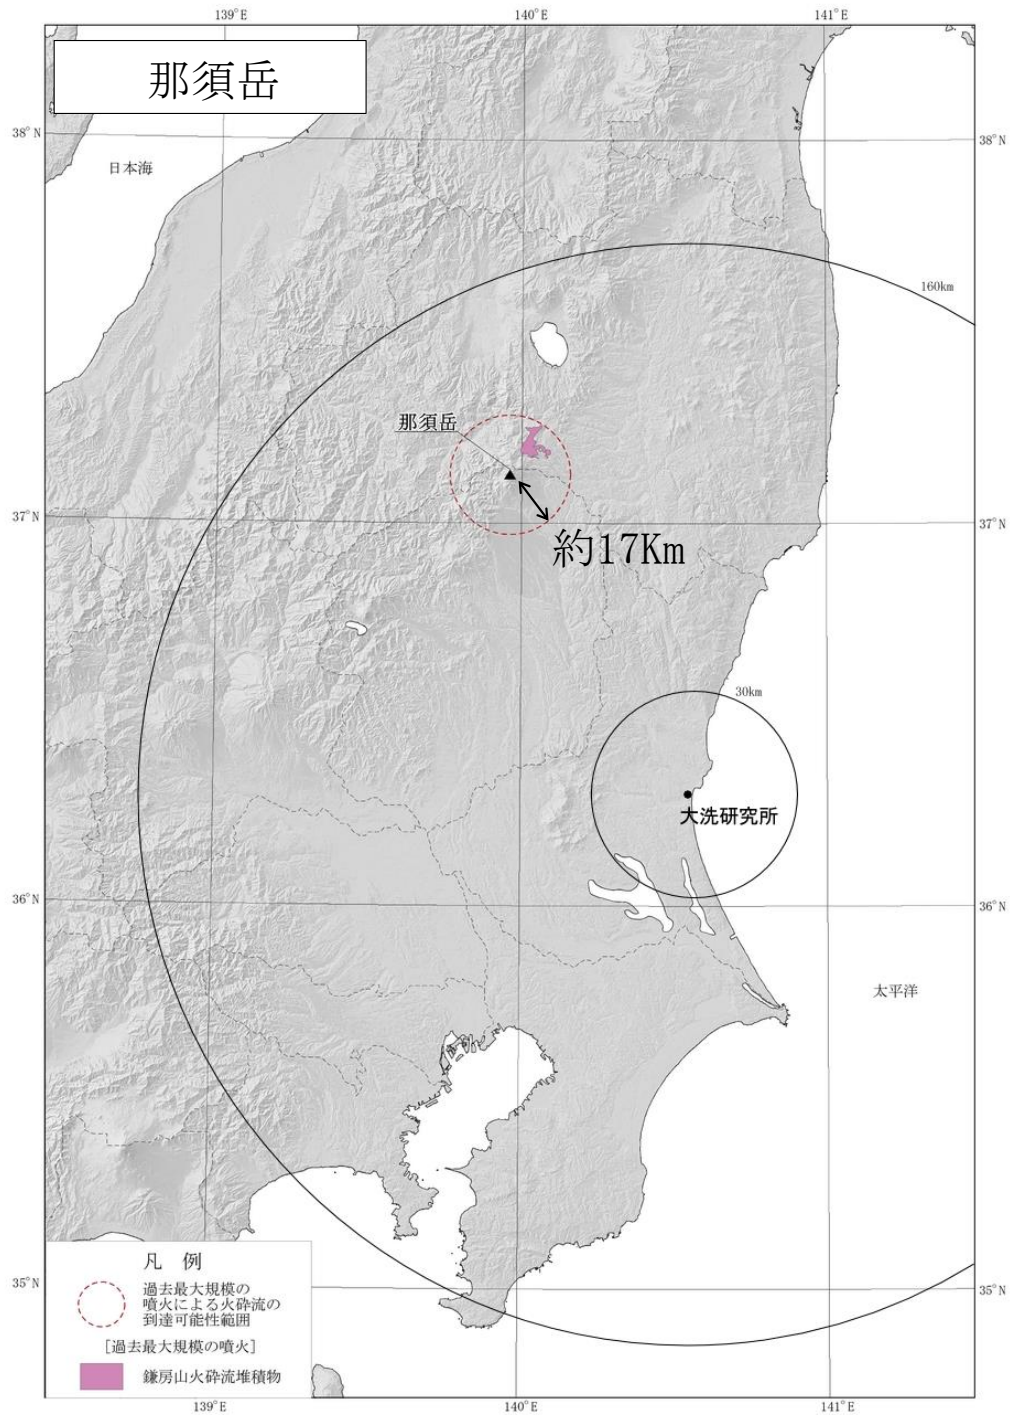 139°E
140°E
141°E
那須岳
38°N
38°N
日本海
160km
那須岳
37°N
37°N
約17Km
30km
大洗研究所
36°N
36°N
太平洋
凡 例
過去最大規模の
噴火による火砕流の
到達可能性範囲
[過去最大規模の噴火]
鎌房山火砕流堆積物
35°N
35°N
139°E
140°E
141°E